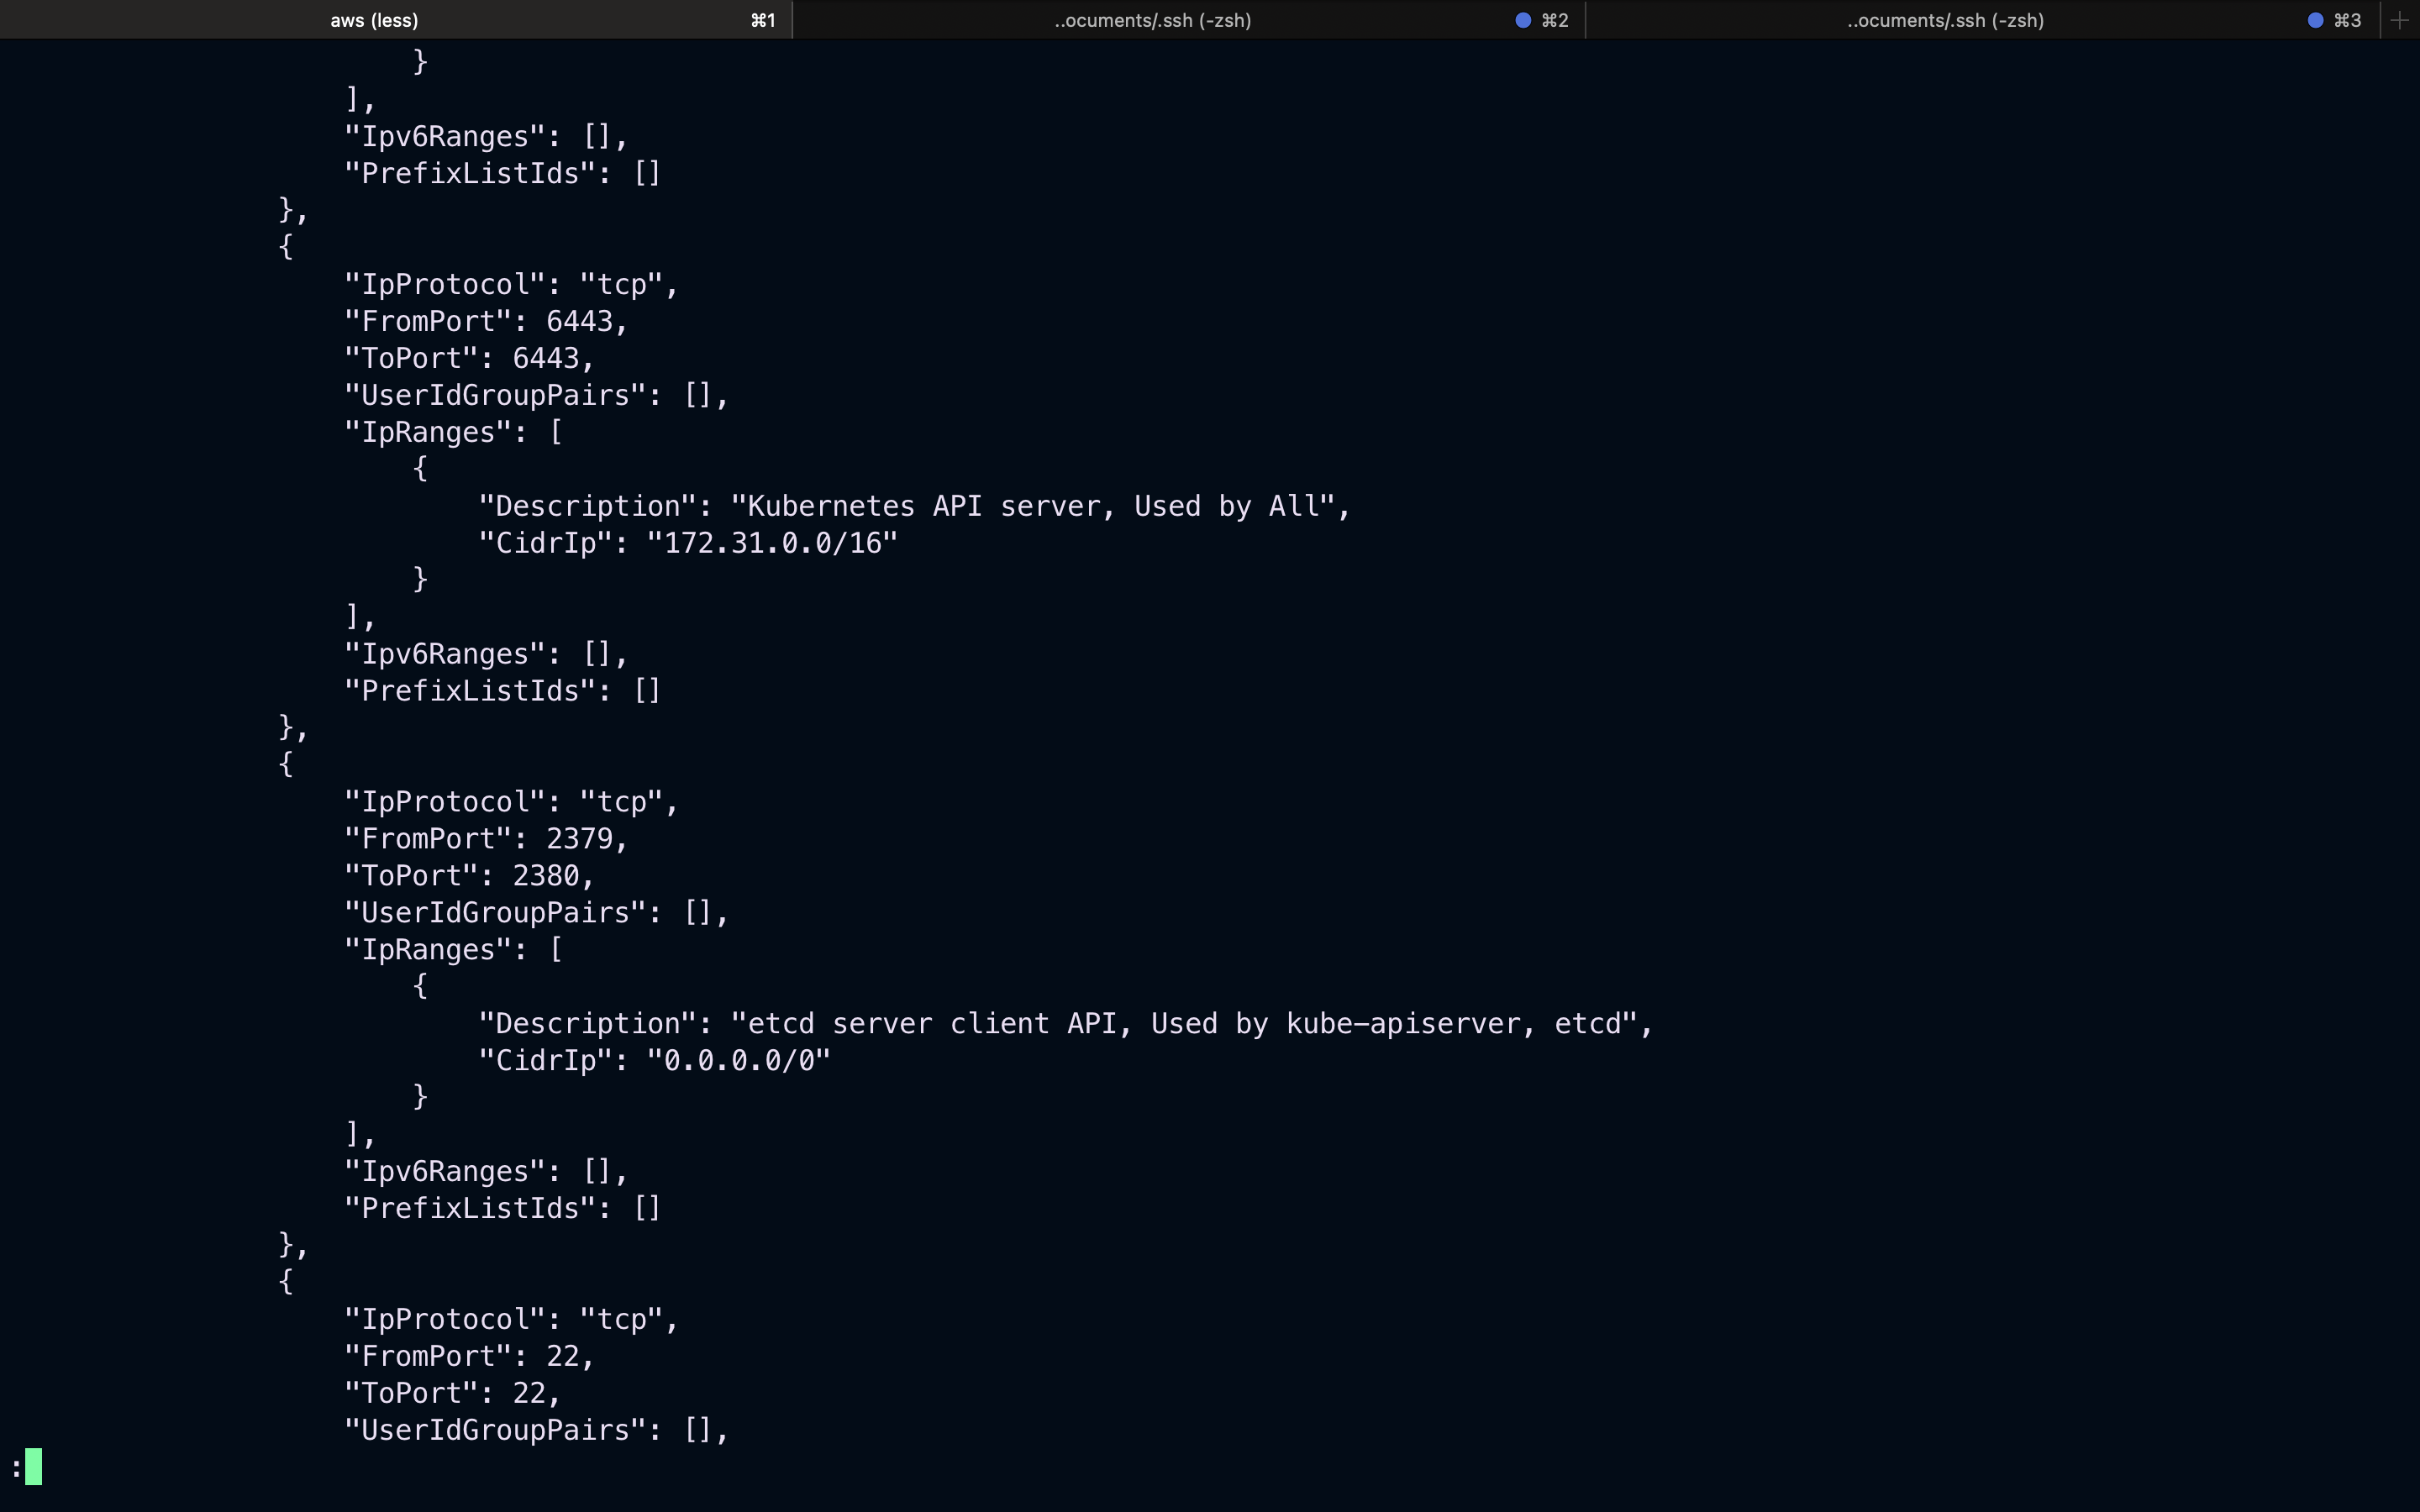 aws (less) ⌘1 ..ocuments/.ssh (-zsh) ⌘2 ..ocuments/.ssh (-zsh) ⌘3 +
}
],
"Ipv6Ranges": [],
"PrefixListIds": []
},
{
"IpProtocol": "tcp",
"FromPort": 6443,
"ToPort": 6443,
"UserIdGroupPairs": [],
"IpRanges": [
{
"Description": "Kubernetes API server, Used by All",
"CidrIp": "172.31.0.0/16"
}
],
"Ipv6Ranges": [],
"PrefixListIds": []
},
{
"IpProtocol": "tcp",
"FromPort": 2379,
"ToPort": 2380,
"UserIdGroupPairs": [],
"IpRanges": [
{
"Description": "etcd server client API, Used by kube-apiserver, etcd",
"CidrIp": "0.0.0.0/0"
}
],
"Ipv6Ranges": [],
"PrefixListIds": []
},
{
"IpProtocol": "tcp",
"FromPort": 22,
"ToPort": 22,
"UserIdGroupPairs": [],
: